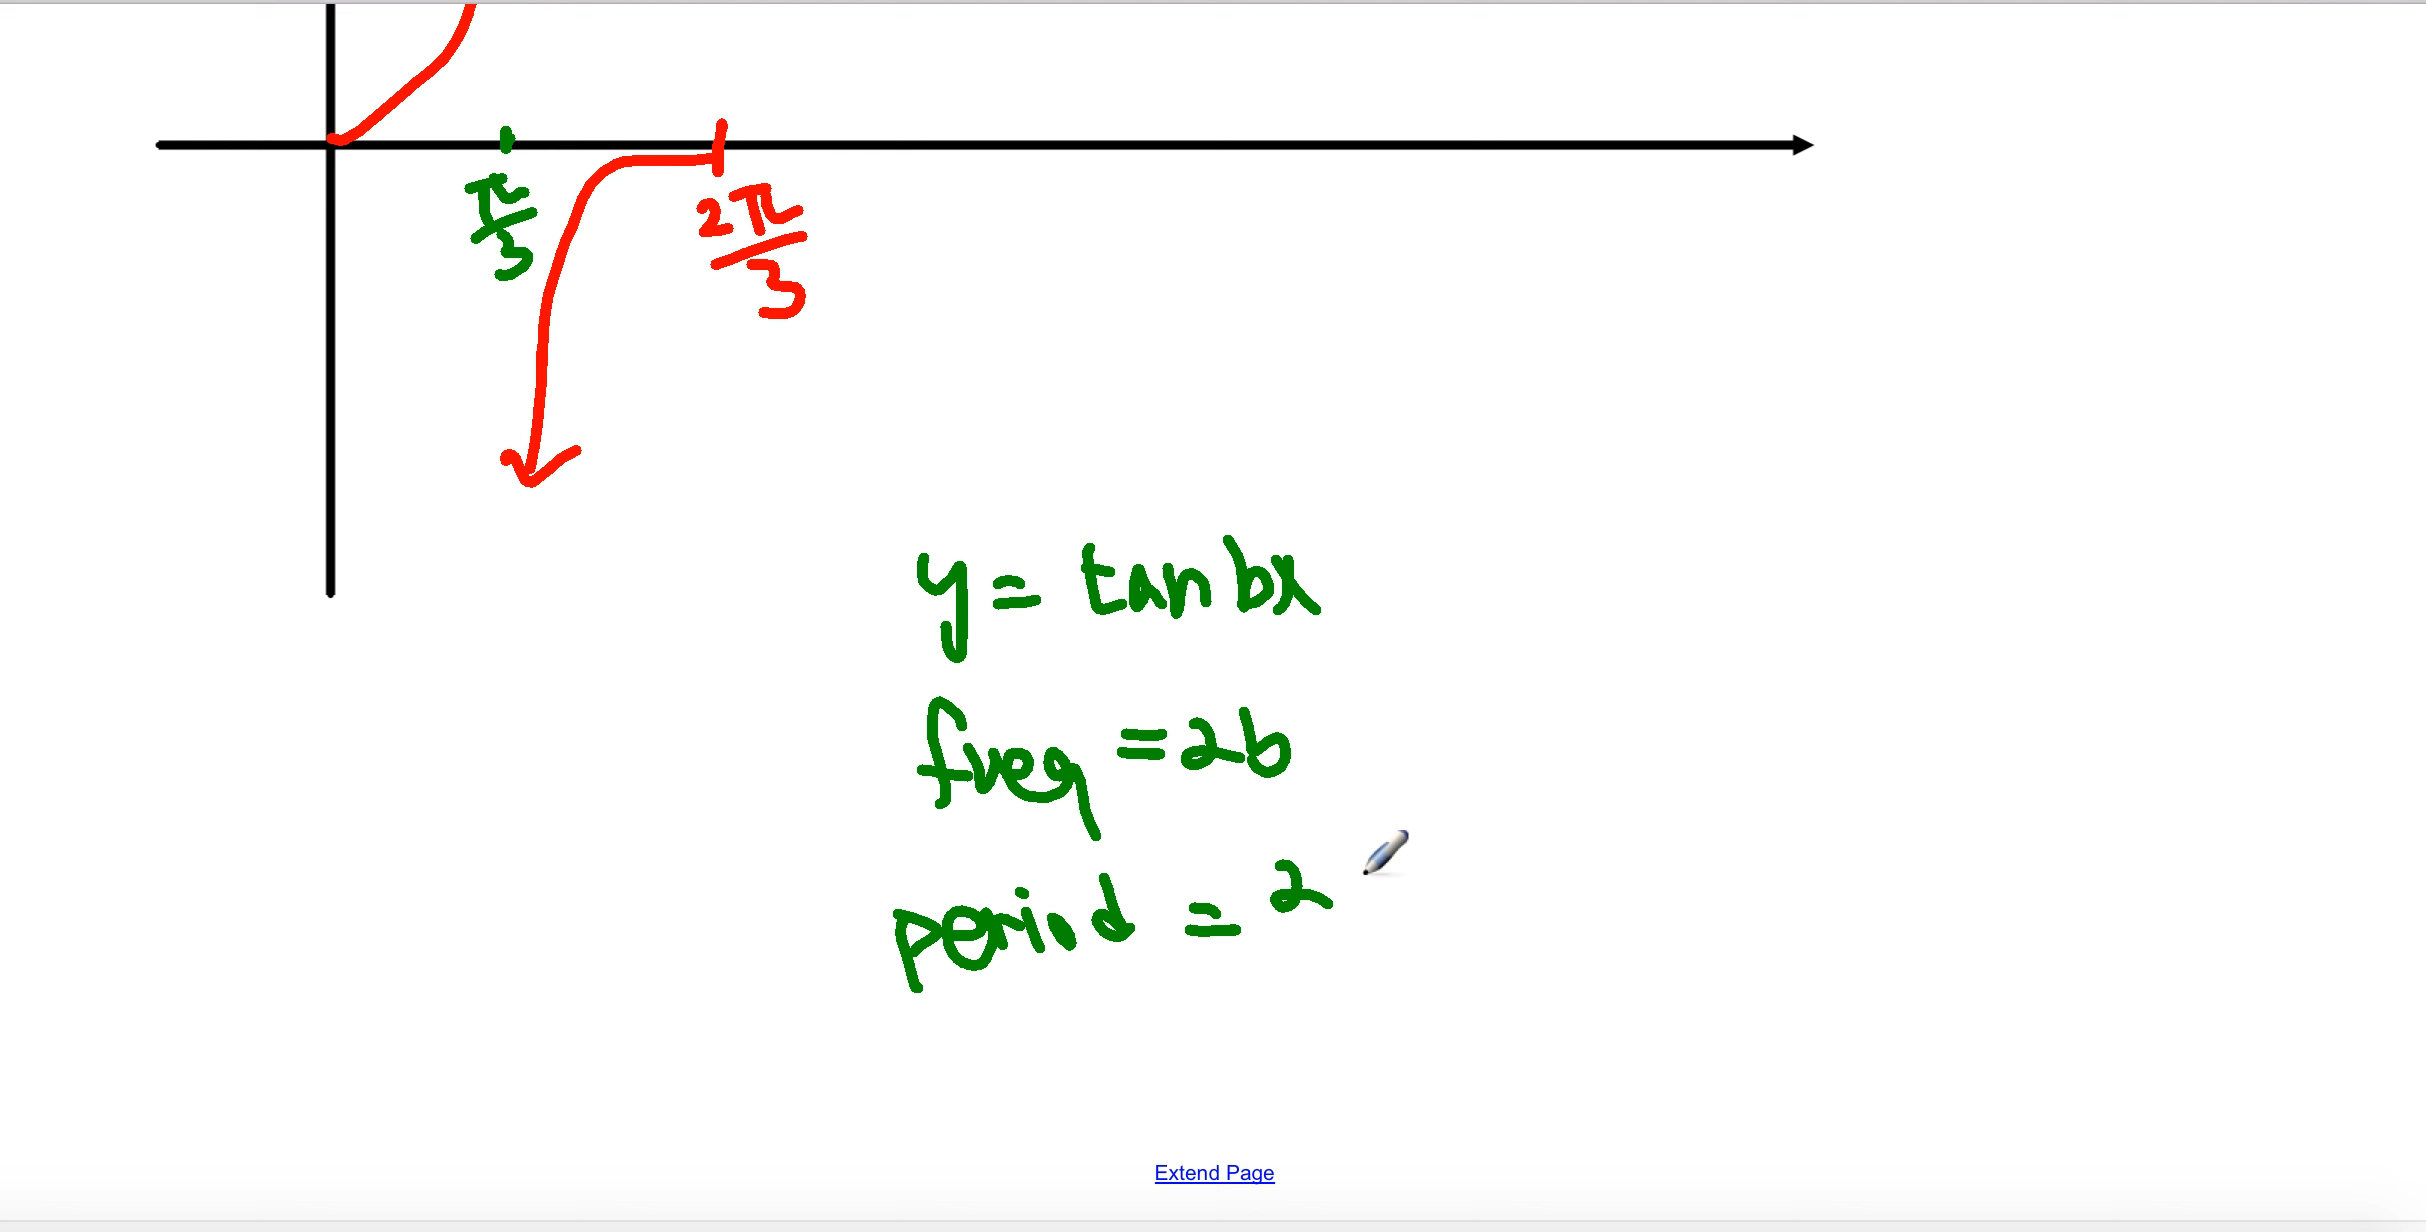 π/3
2π/3
y = tan bx
freq = 2b
period = 2
Extend Page